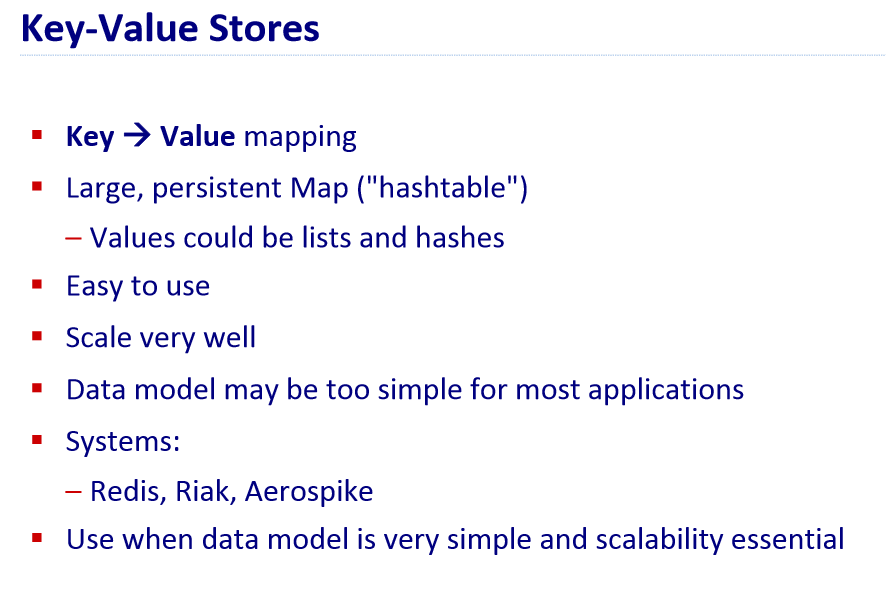 Key-Value Stores
▪ Key → Value mapping
▪ Large, persistent Map ("hashtable")
– Values could be lists and hashes
▪ Easy to use
▪ Scale very well
▪ Data model may be too simple for most applications
▪ Systems:
– Redis, Riak, Aerospike
▪ Use when data model is very simple and scalability essential